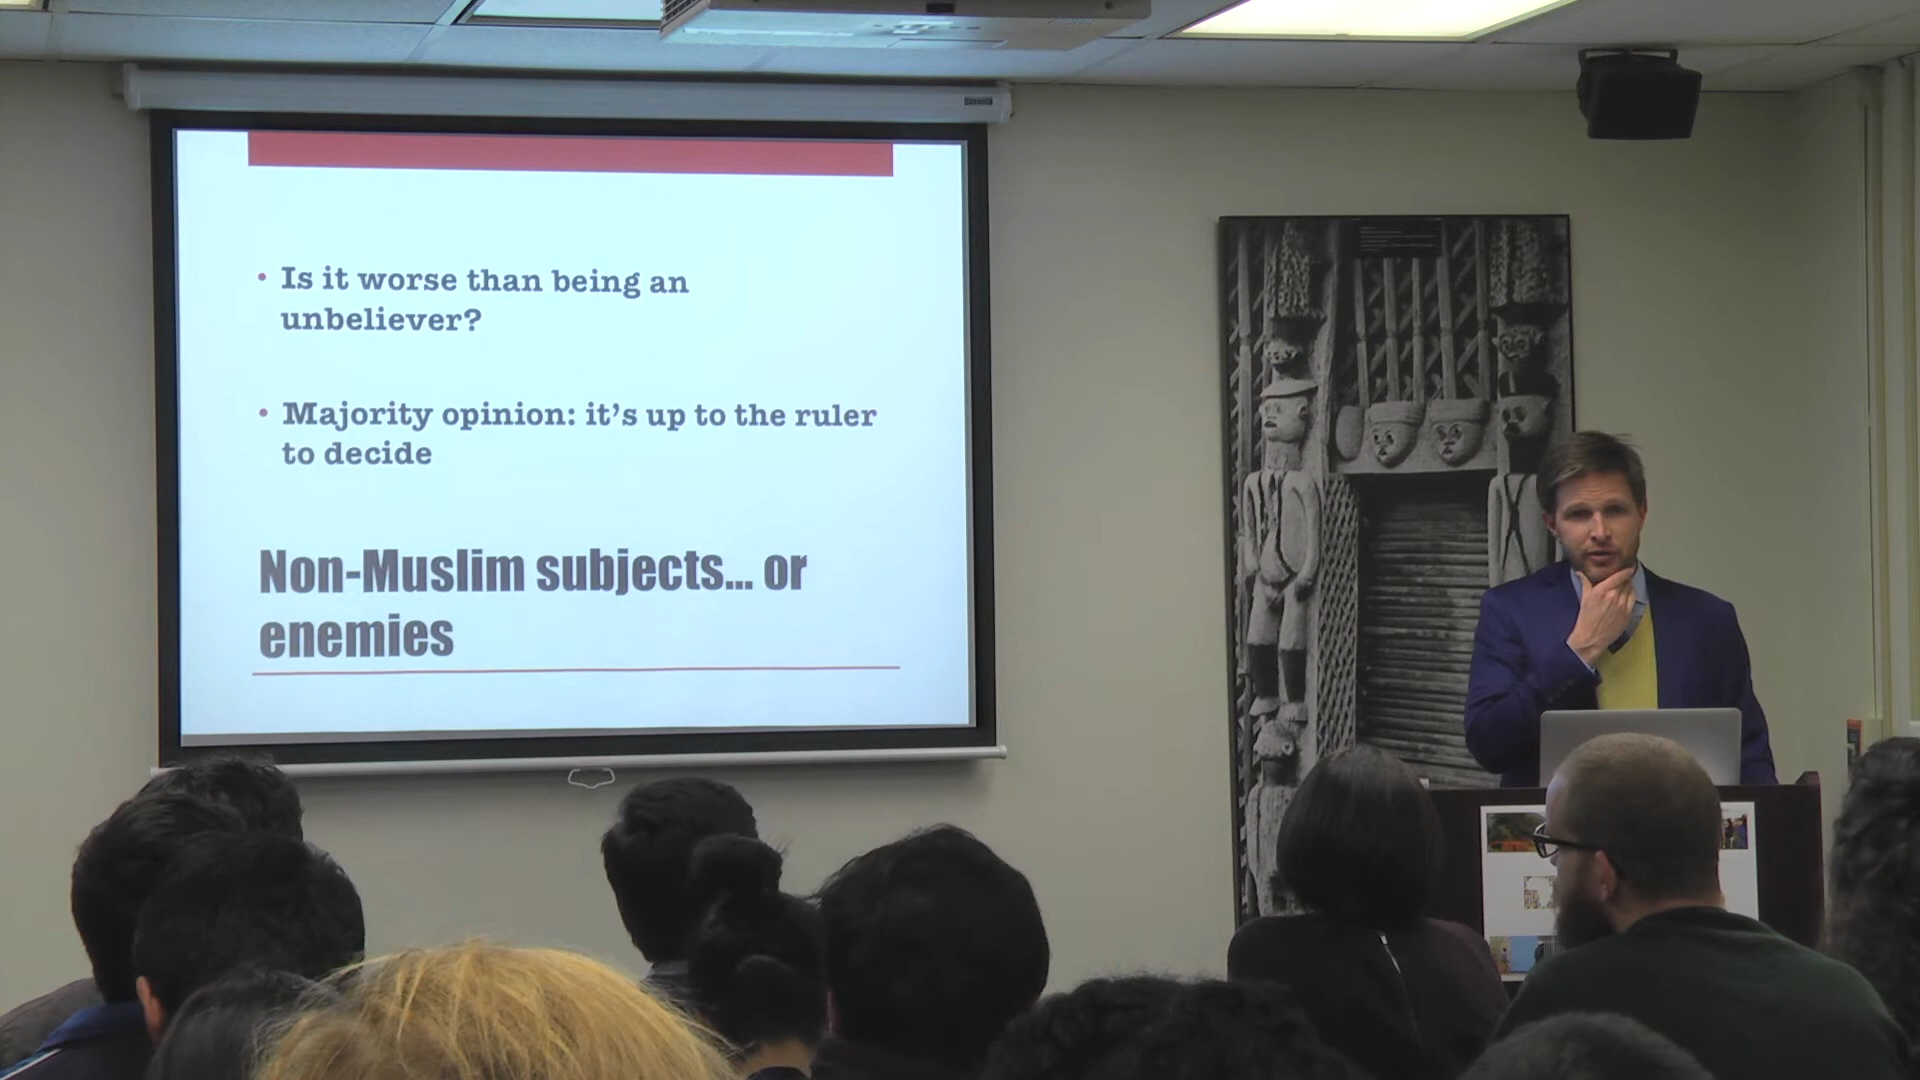 • Is it worse than being an
unbeliever?
• Majority opinion: it's up to the ruler
to decide
Non-Muslim subjects... or
enemies